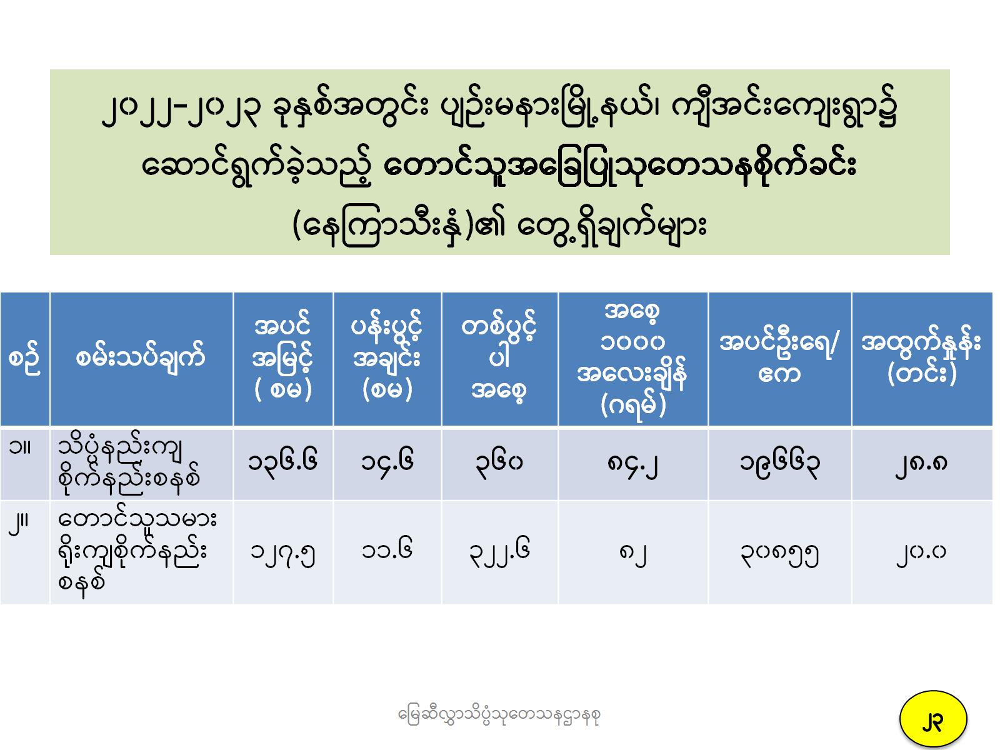 ၂၀၂၂-၂၀၂၃ ခုနှစ်အတွင်း ပျဉ်းမနားမြို့နယ်၊ ကျီအင်းကျေးရွာ၌
ဆောင်ရွက်ခဲ့သည့် တောင်သူအခြေပြုသုတေသနစိုက်ခင်း
(နေကြာသီးနှံ)၏ တွေ့ရှိချက်များ
စဉ်
စမ်းသပ်ချက်
အပင်
အမြင့်
( စမ)
ပန်းပွင့်
အချင်း
(စမ)
တစ်ပွင့်
ပါ
အစေ့
အစေ့
၁၀၀၀
အလေးချိန်
(ဂရမ်)
အပင်ဦးရေ/
ဧက
အထွက်နှုန်း
(တင်း)
၁။
သိပ္ပံနည်းကျ
စိုက်နည်းစနစ်
၁၃၆.၆
၁၄.၆
၃၆၀
၈၄.၂
၁၉၆၆၃
၂၈.၈
၂။
တောင်သူသမား
ရိုးကျစိုက်နည်း
စနစ်
၁၂၇.၅
၁၁.၆
၃၂၂.၆
၈၂
၃၀၈၅၅
၂၀.၀
မြေဆီလွှာသိပ္ပံသုတေသနဌာနစု
၂၃